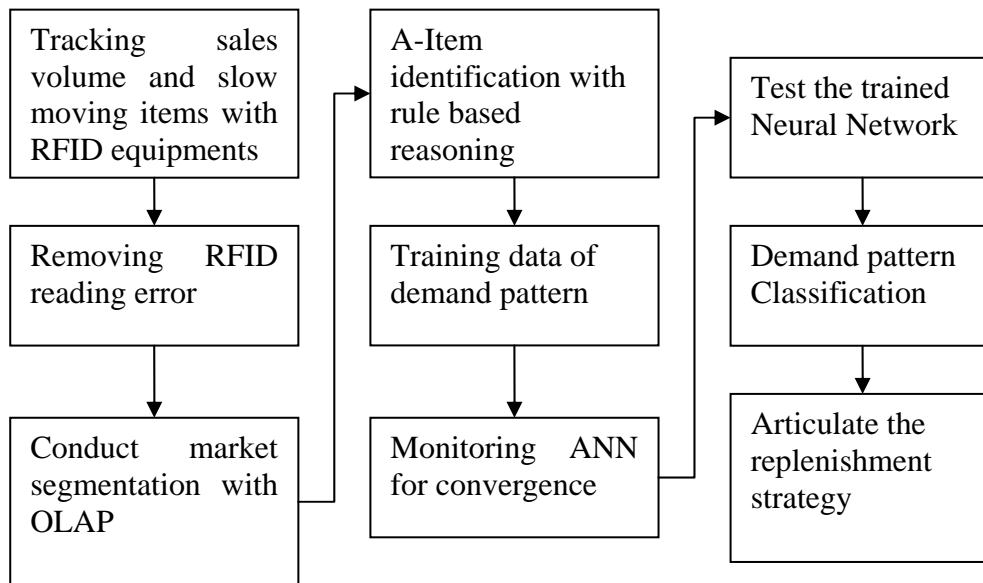 Tracking sales
volume and slow
moving items with
RFID equipments
Removing RFID
reading error
Conduct market
segmentation with
OLAP
A-Item
identification with
rule based
reasoning
Training data of
demand pattern
Monitoring ANN
for convergence
Test the trained
Neural Network
Demand pattern
Classification
Articulate the
replenishment
strategy